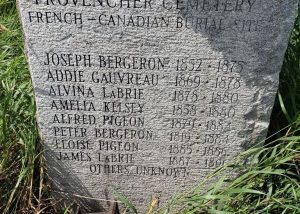 PROVENCHER CEMETERY
FRENCH-CANADIAN BURIAL SITE
JOSEPH BERGERON 1852-1875
ADDIE GAUVREAU 1869-1878
ALVINA LABRIE 1878-1880
AMELIA KELSEY 1859-1880
ALFRED PIGEON
PETER BERGERON
ELOISE PIGEON
JAMES LABRIE
OTHERS UNKNOWN